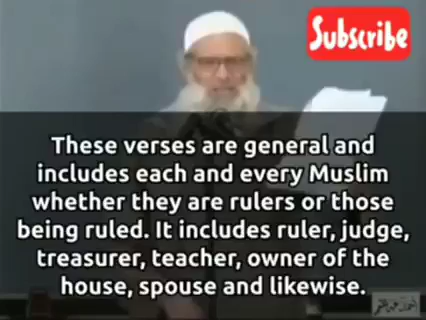 Subscribe
These verses are general and
includes each and every Muslim
whether they are rulers or those
being ruled. It includes ruler, judge,
treasurer, teacher, owner of the
house, spouse and likewise.